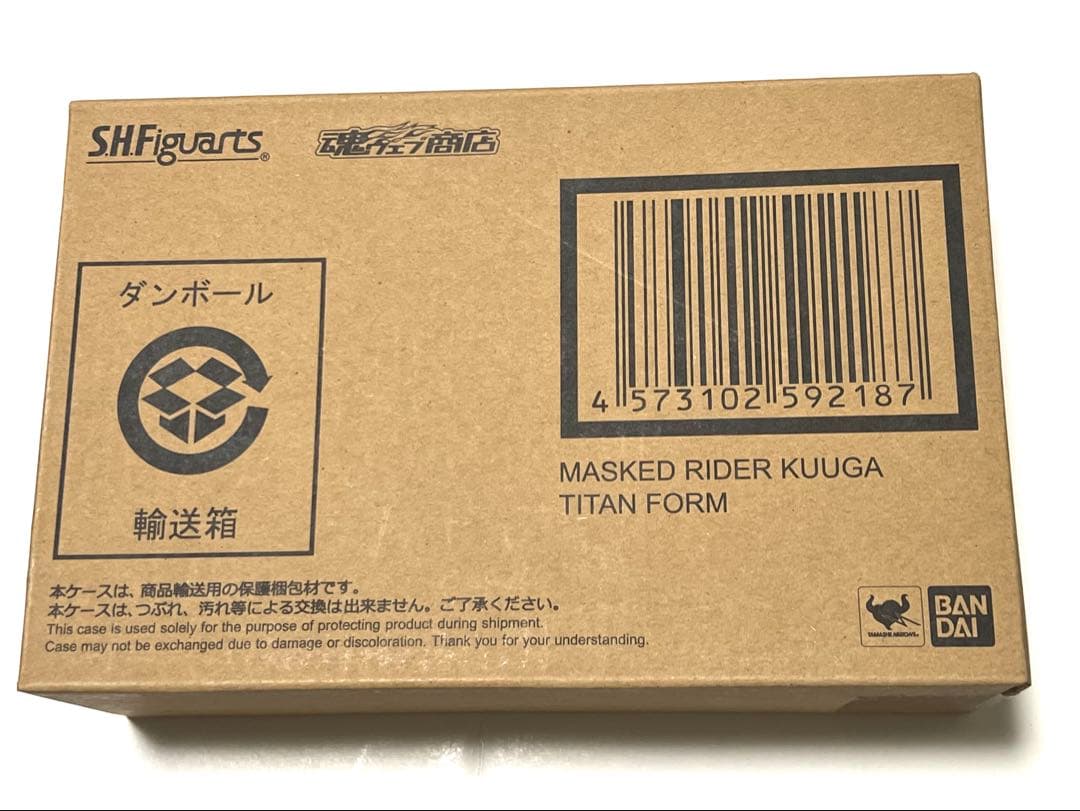 S.H.Figuarts®
魂ウェブ商店
ダンボール
輸送箱
4 573102 592187
MASKED RIDER KUUGA
TITAN FORM
本ケースは、商品輸送用の保護梱包材です。
本ケースは、つぶれ、汚れ等による交換は出来ません。ご了承ください。
This case is used solely for the purpose of protecting product during shipment.
Case may not be exchanged due to damage or discoloration. Thank you for your understanding.
TAMASHII NATIONS
BAN
DAI